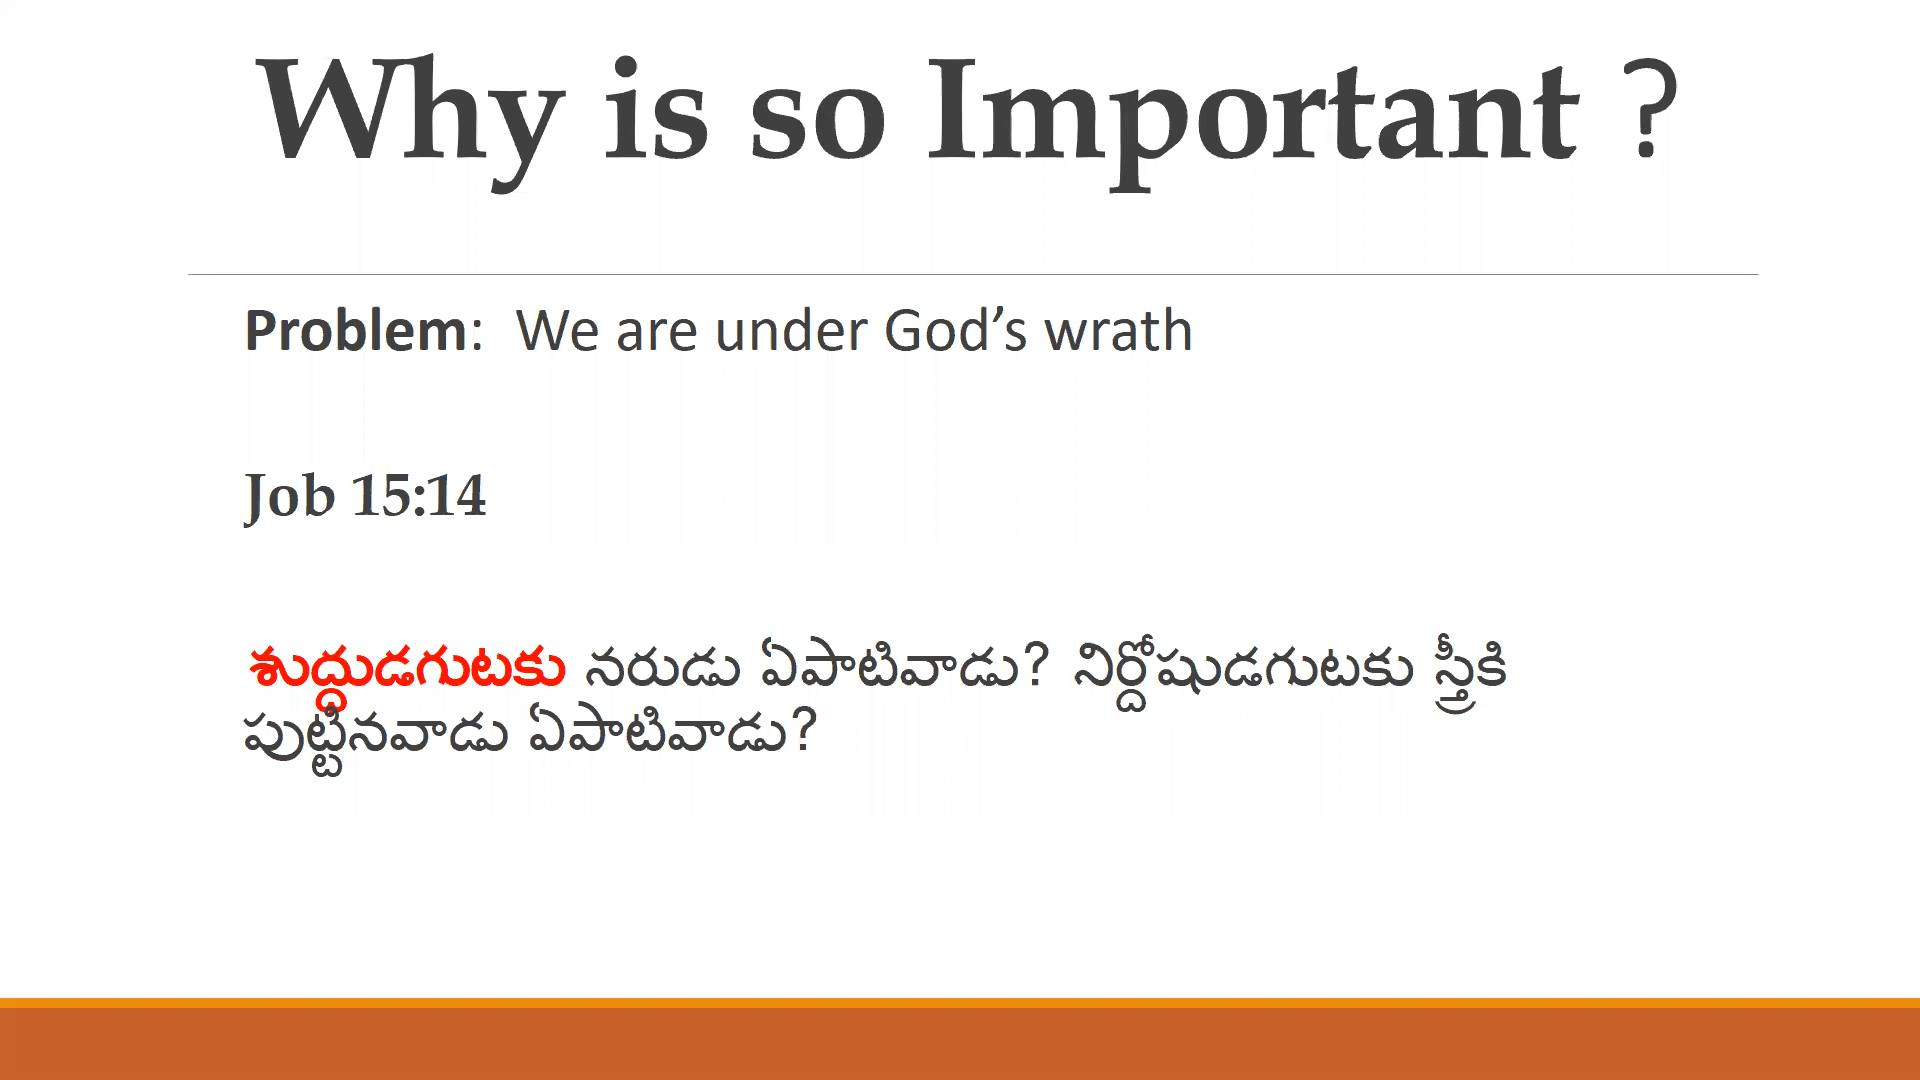 Why is so Important ?
Problem: We are under God’s wrath
Job 15:14
శుద్ధుడగుటకు నరుడు ఏపాటివాడు? నిర్దోషుడగుటకు స్త్రీకి
పుట్టినవాడు ఏపాటివాడు?